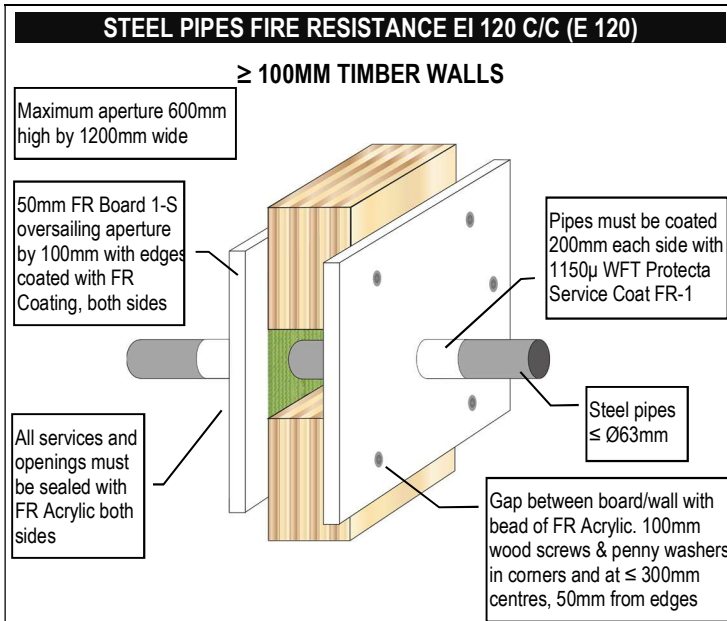 STEEL PIPES FIRE RESISTANCE EI 120 C/C (E 120)
≥ 100MM TIMBER WALLS
Maximum aperture 600mm
high by 1200mm wide
50mm FR Board 1-S
oversailing aperture
by 100mm with edges
coated with FR
Coating, both sides
Pipes must be coated
200mm each side with
1150µ WFT Protecta
Service Coat FR-1
All services and
openings must
be sealed with
FR Acrylic both
sides
Steel pipes
≤ Ø63mm
Gap between board/wall with
bead of FR Acrylic. 100mm
wood screws & penny washers
in corners and at ≤ 300mm
centres, 50mm from edges